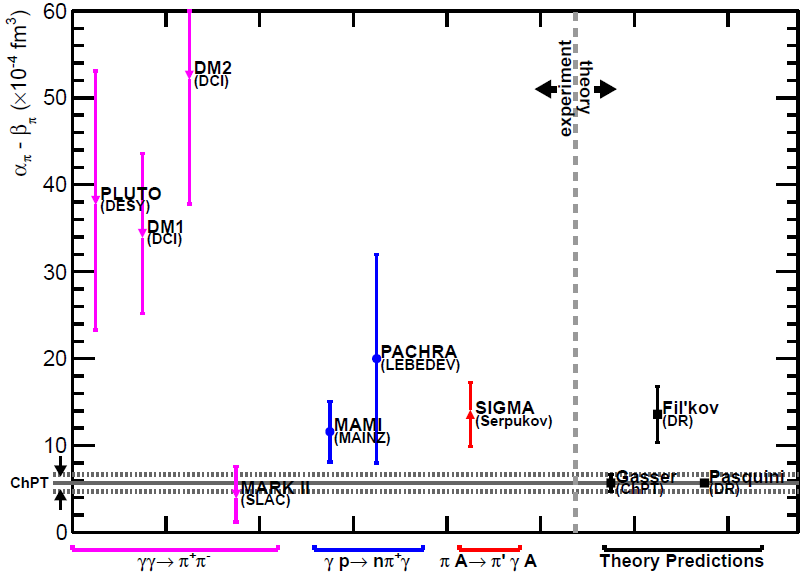 α_π - β_π (×10⁻⁴ fm³)
60
50
40
30
20
10
0
ChPT
DM2
(DCI)
PLUTO
(DESY)
DM1
(DCI)
MARK II
(SLAC)
MAMI
(MAINZ)
PACHRA
(LEBEDEV)
SIGMA
(Serpukov)
experiment
theory
Fil'kov
(DR)
Gasser
(ChPT)
Pasquini
(DR)
γγ→ π⁺π⁻
γ p→ nπ⁺γ
π A→ π' γ A
Theory Predictions